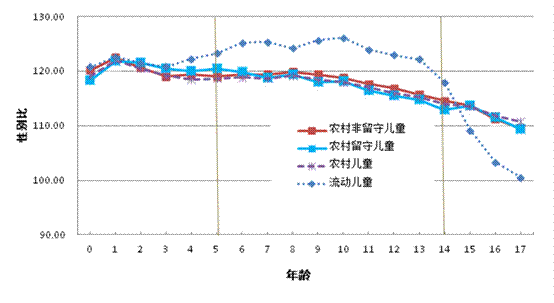 130.00
120.00
110.00
100.00
90.00
性别比
农村非留守儿童
农村留守儿童
农村儿童
流动儿童
0 1 2 3 4 5 6 7 8 9 10 11 12 13 14 15 16 17
年龄